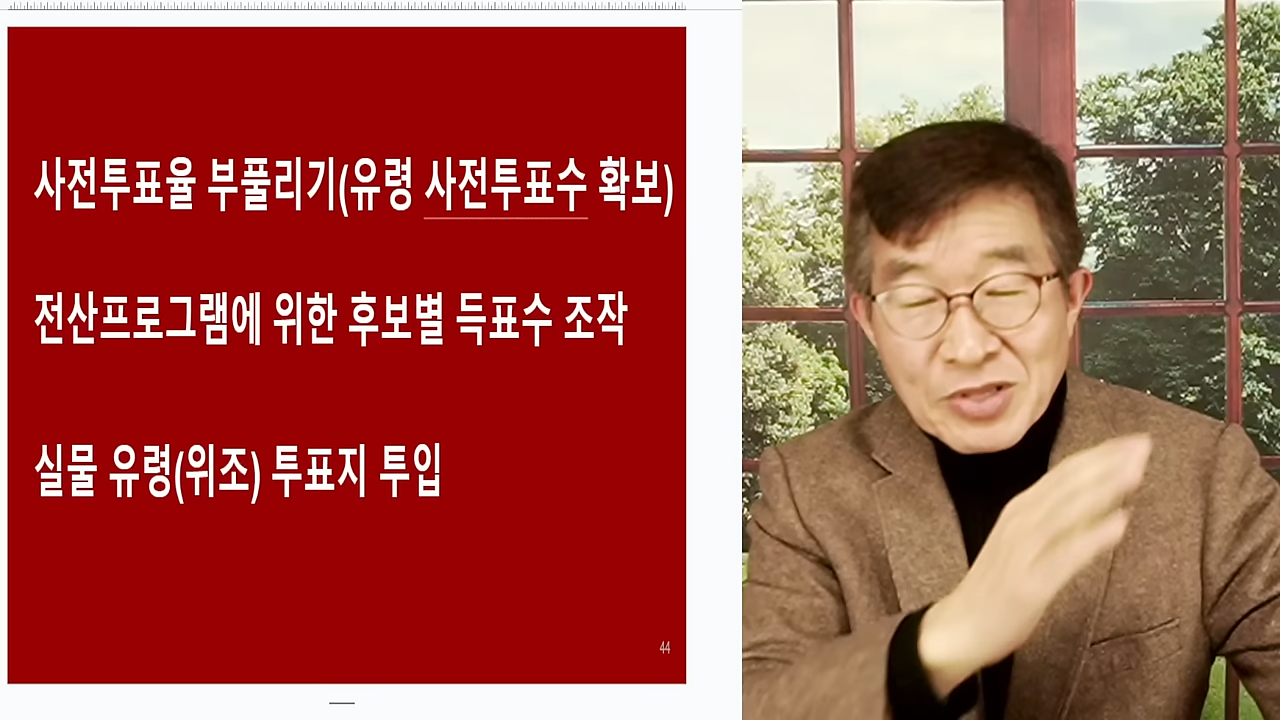 사전투표율 부풀리기(유령 사전투표수 확보)
전산프로그램에 위한 후보별 득표수 조작
실물 유령(위조) 투표지 투입
44